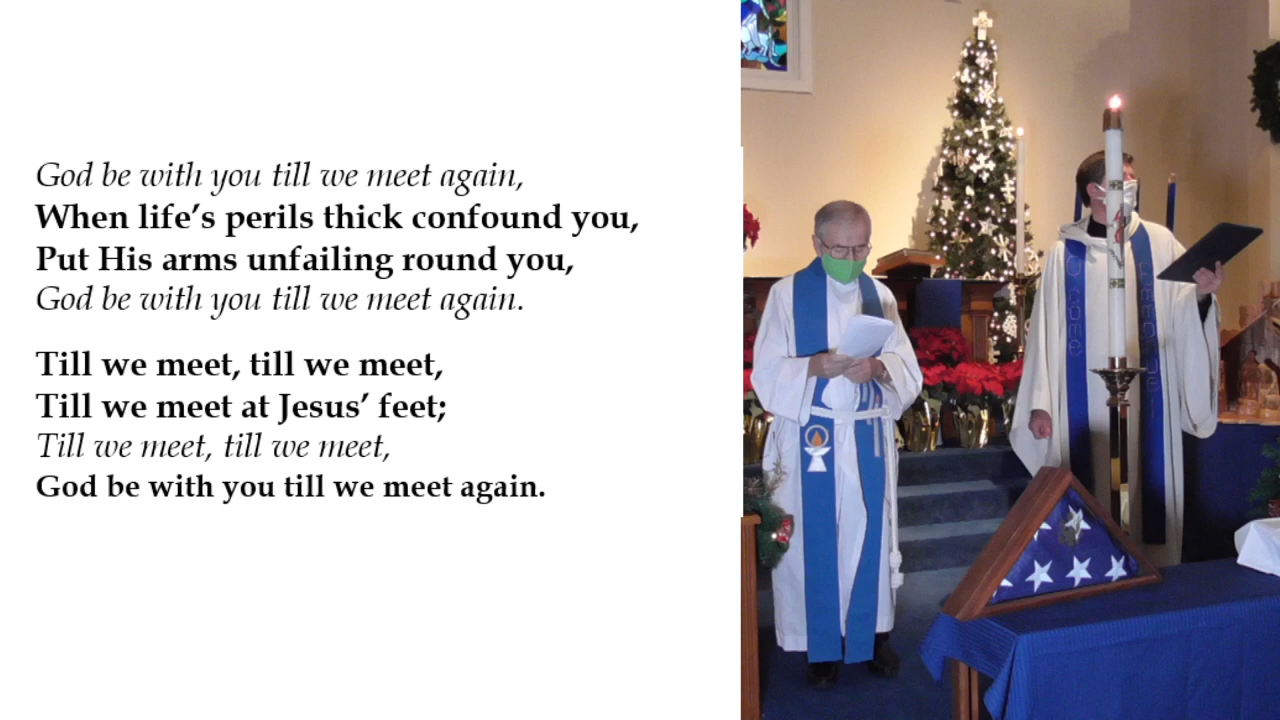 God be with you till we meet again,
When life’s perils thick confound you,
Put His arms unfailing round you,
God be with you till we meet again.
Till we meet, till we meet,
Till we meet at Jesus’ feet;
Till we meet, till we meet,
God be with you till we meet again.